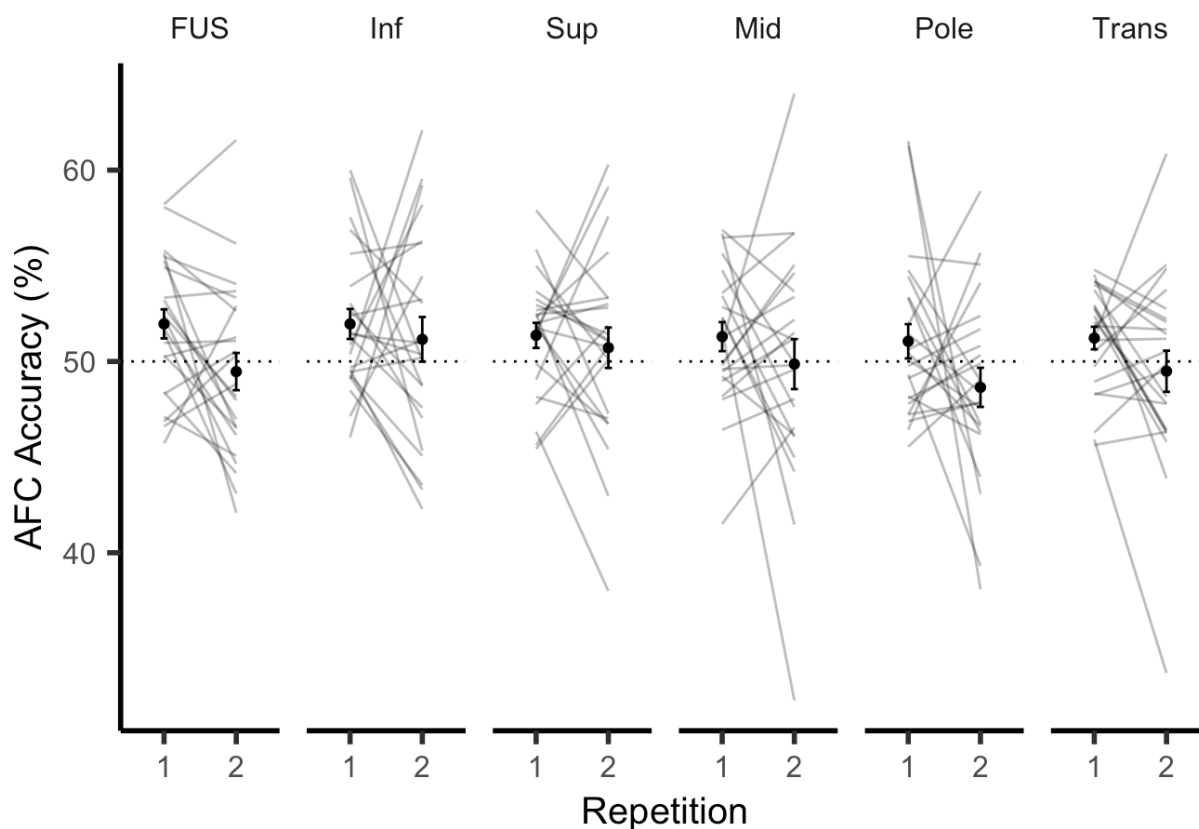 FUS Inf Sup Mid Pole Trans
AFC Accuracy (%)
60
50
40
1 2 1 2 1 2 1 2 1 2 1 2
Repetition